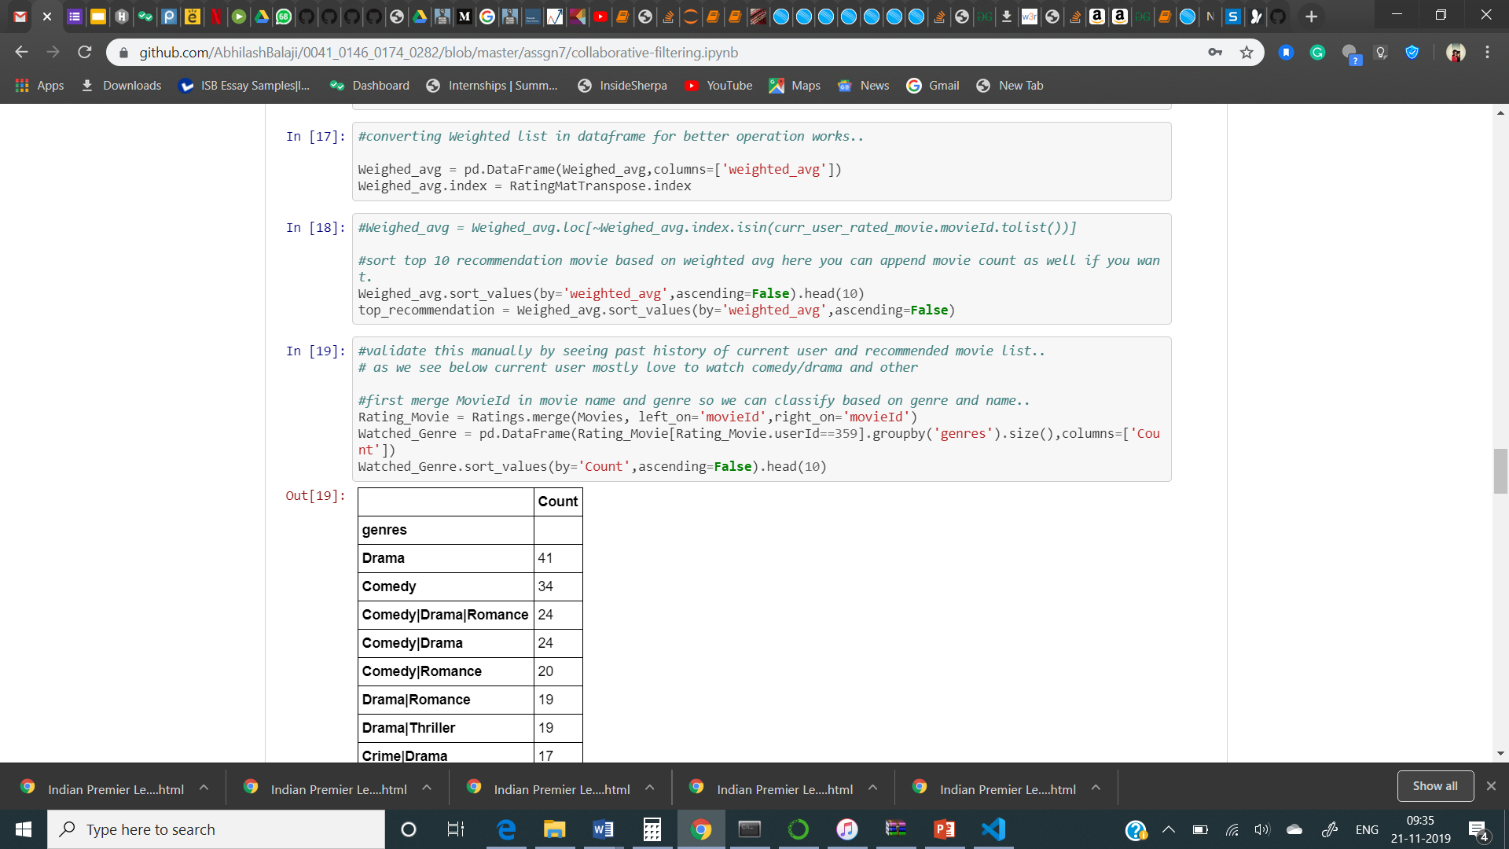 github.com/AbhilashBalaji/0041_0146_0174_0282/blob/master/assgn7/collaborative-filtering.ipynb
Apps Downloads ISB Essay Samples|I... Dashboard Internships | Summ... InsideSherpa YouTube Maps News Gmail New Tab
In [17]: #converting Weighted list in dataframe for better operation works..
Weighed_avg = pd.DataFrame(Weighed_avg,columns=['weighted_avg'])
Weighed_avg.index = RatingMatTranspose.index
In [18]: #Weighed_avg = Weighed_avg.loc[~Weighed_avg.index.isin(curr_user_rated_movie.movieId.tolist())]
#sort top 10 recommendation movie based on weighted avg here you can append movie count as well if you wan
t.
Weighed_avg.sort_values(by='weighted_avg',ascending=False).head(10)
top_recommendation = Weighed_avg.sort_values(by='weighted_avg',ascending=False)
In [19]: #validate this manually by seeing past history of current user and recommended movie list..
# as we see below current user mostly love to watch comedy/drama and other
#first merge MovieId in movie name and genre so we can classify based on genre and name..
Rating_Movie = Ratings.merge(Movies, left_on='movieId',right_on='movieId')
Watched_Genre = pd.DataFrame(Rating_Movie[Rating_Movie.userId==359].groupby('genres').size(),columns=['Cou
nt'])
Watched_Genre.sort_values(by='Count',ascending=False).head(10)
Out[19]: Count
genres
Drama 41
Comedy 34
Comedy|Drama|Romance 24
Comedy|Drama 24
Comedy|Romance 20
Drama|Romance 19
Drama|Thriller 19
Crime|Drama 17
Indian Premier Le....html Indian Premier Le....html Indian Premier Le....html Indian Premier Le....html Indian Premier Le....html Show all
Type here to search
ENG
09:35
21-11-2019
4